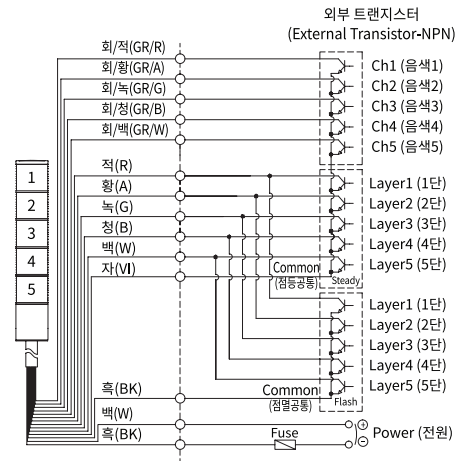 외부 트랜지스터
(External Transistor-NPN)
회/적(GR/R)
Ch1 (음색1)
회/황(GR/A)
Ch2 (음색2)
회/녹(GR/G)
Ch3 (음색3)
회/청(GR/B)
Ch4 (음색4)
회/백(GR/W)
Ch5 (음색5)
1
2
3
4
5
적(R)
Layer1 (1단)
황(A)
Layer2 (2단)
녹(G)
Layer3 (3단)
청(B)
Layer4 (4단)
백(W)
Layer5 (5단)
자(VI)
Common
(점등공통)
Steady
Layer1 (1단)
Layer2 (2단)
Layer3 (3단)
Layer4 (4단)
Layer5 (5단)
흑(BK)
Common
(점멸공통)
Flash
백(W)
흑(BK)
Fuse
Power (전원)